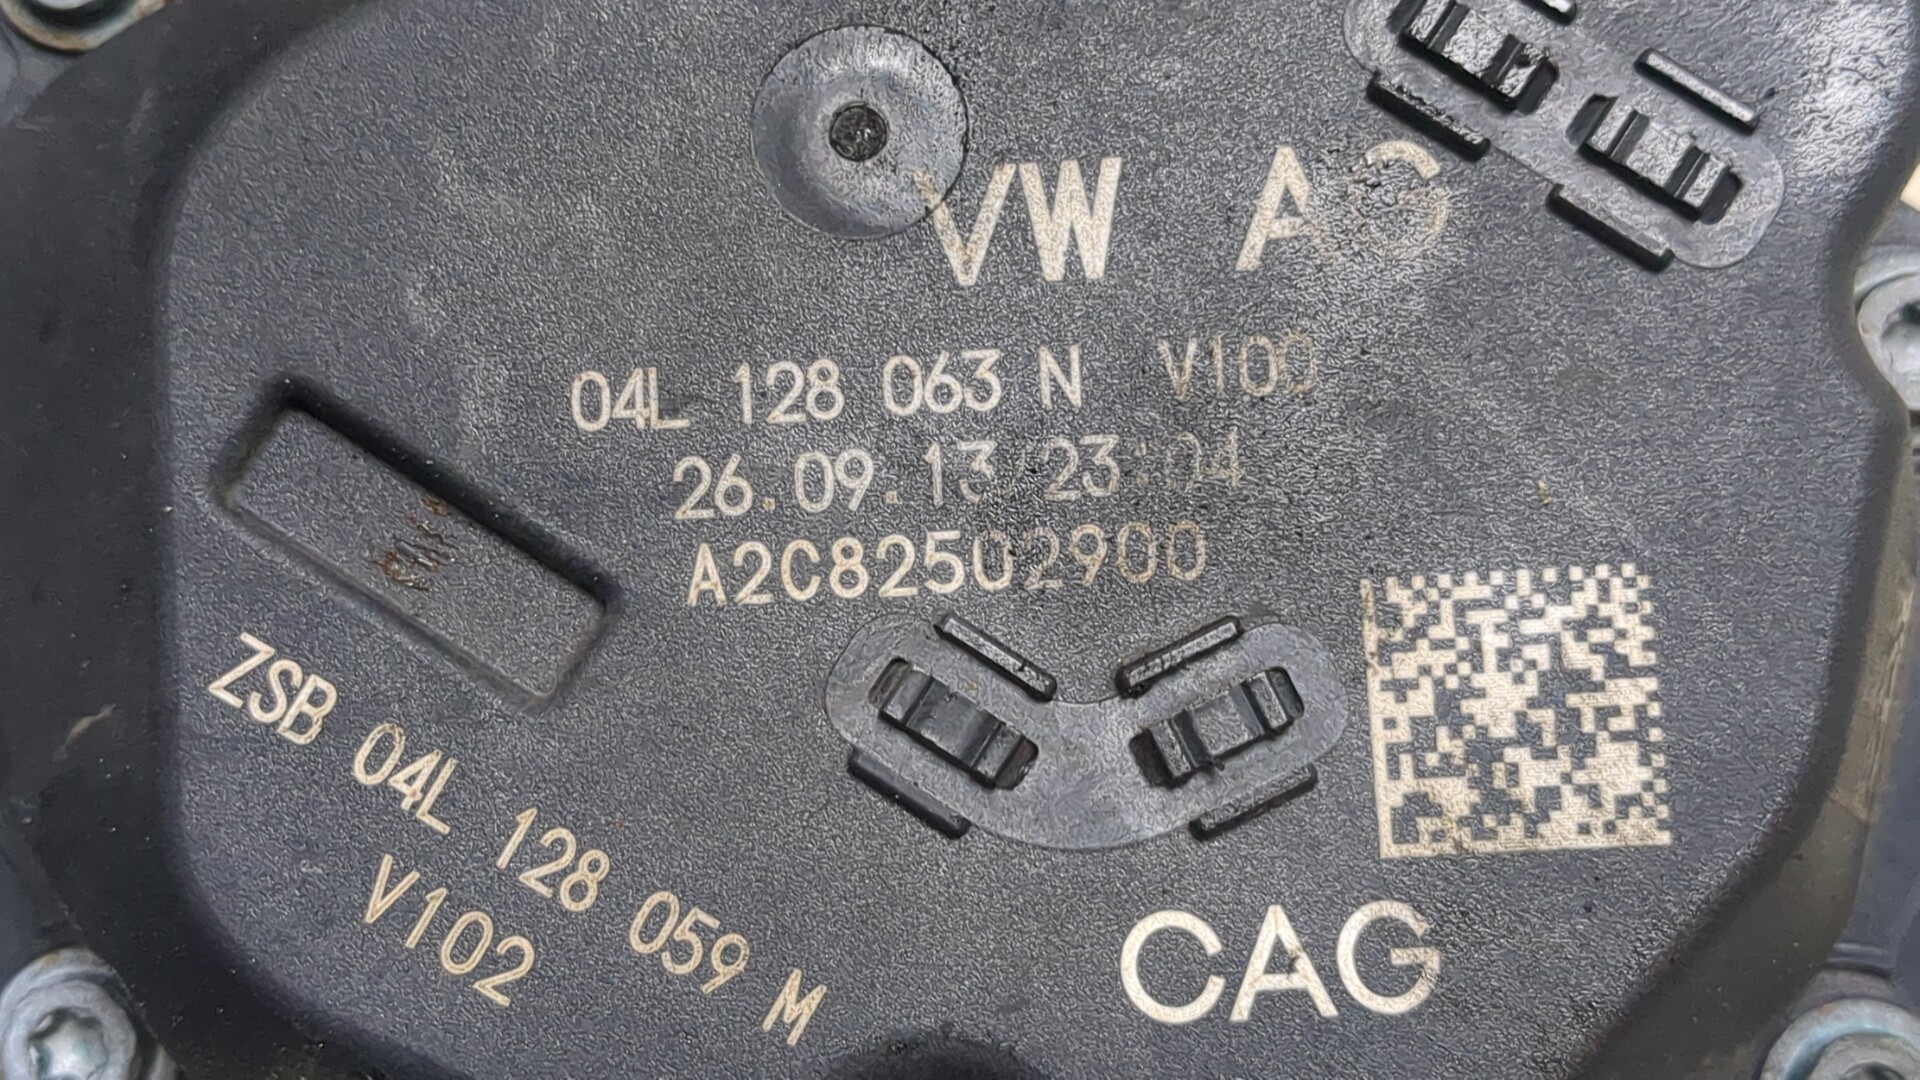 VW AG
04L 128 063 N V100
26.09.13 23:04
A2C82502900
ZSB 04L 128 059 M
V102
CAG